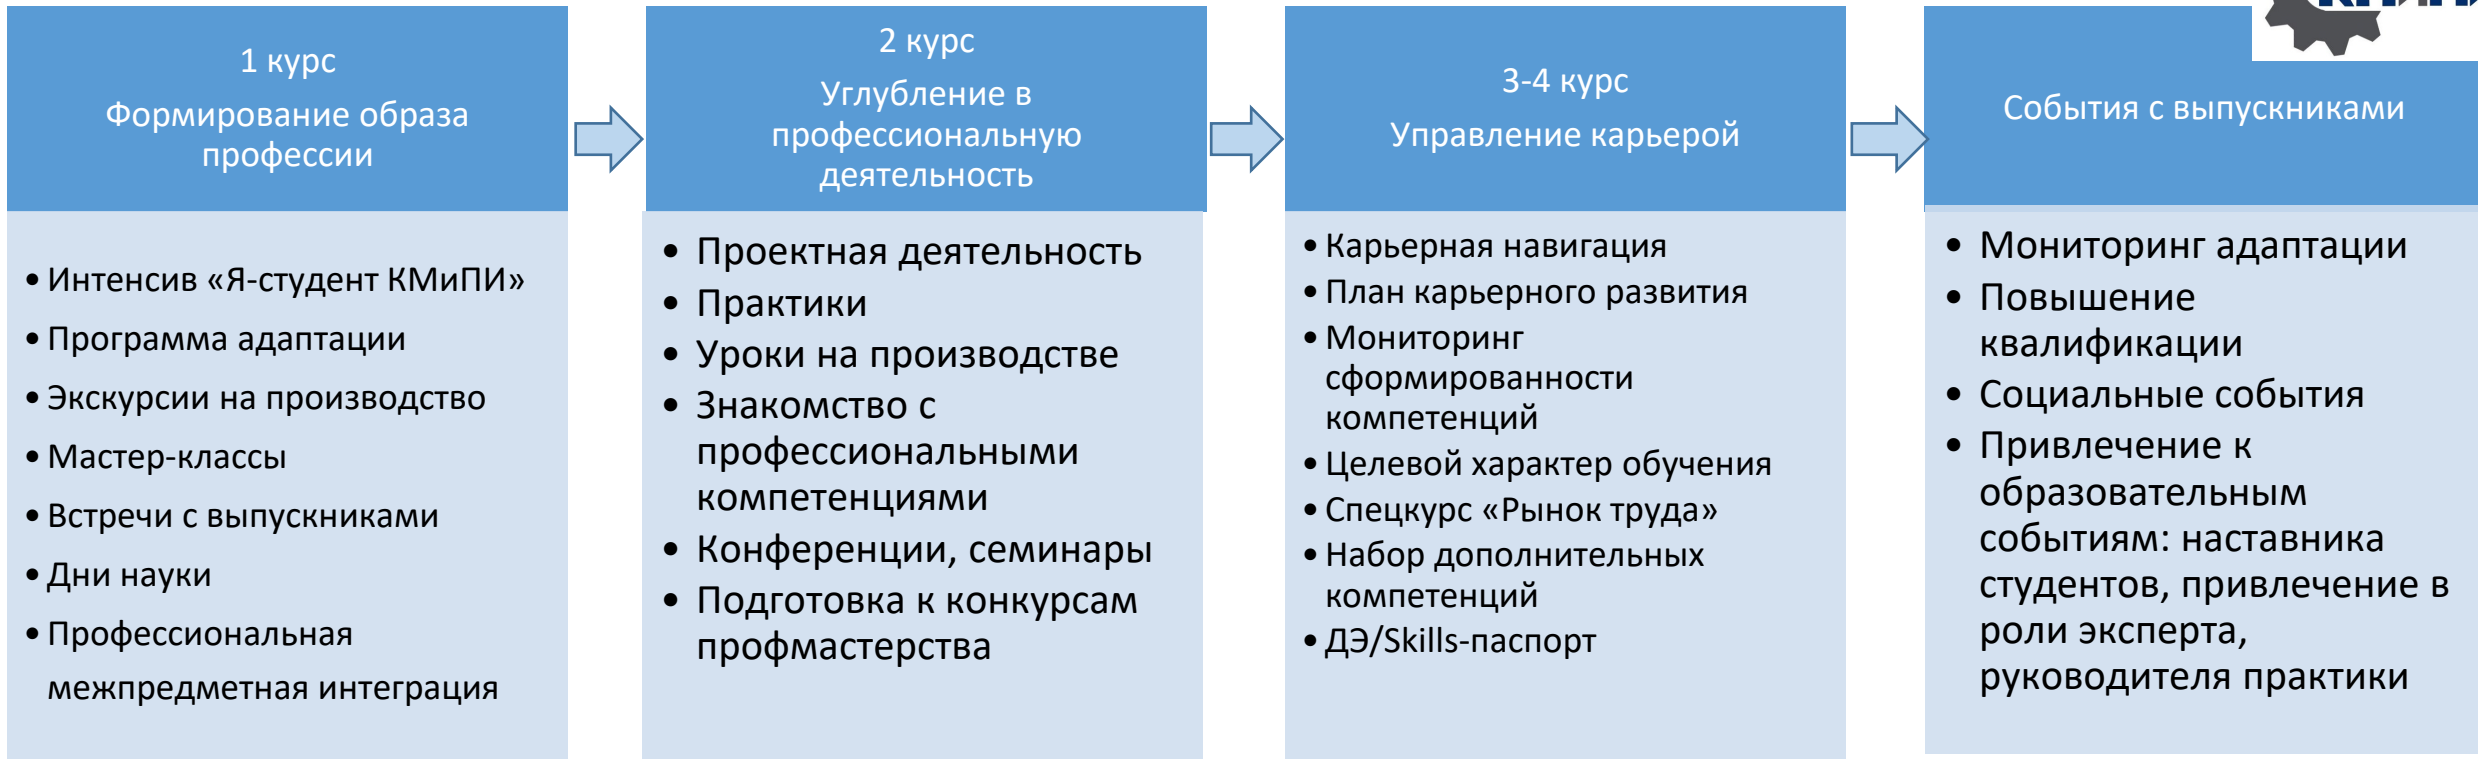 1 курс
Формирование образа
профессии
• Интенсив «Я-студент КМиПИ»
• Программа адаптации
• Экскурсии на производство
• Мастер-классы
• Встречи с выпускниками
• Дни науки
• Профессиональная
межпредметная интеграция
2 курс
Углубление в
профессиональную
деятельность
• Проектная деятельность
• Практики
• Уроки на производстве
• Знакомство с
профессиональными
компетенциями
• Конференции, семинары
• Подготовка к конкурсам
профмастерства
3-4 курс
Управление карьерой
• Карьерная навигация
• План карьерного развития
• Мониторинг
сформированности
компетенций
• Целевой характер обучения
• Спецкурс «Рынок труда»
• Набор дополнительных
компетенций
• ДЭ/Skills-паспорт
События с выпускниками
• Мониторинг адаптации
• Повышение
квалификации
• Социальные события
• Привлечение к
образовательным
событиям: наставника
студентов, привлечение в
роли эксперта,
руководителя практики